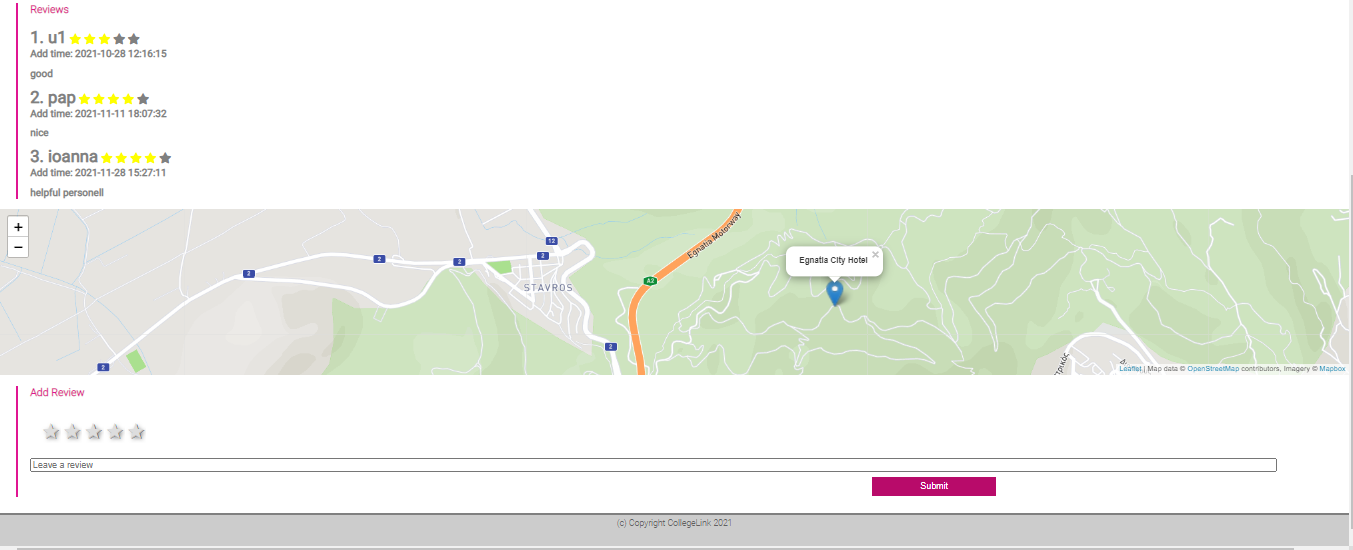 Reviews
1. u1
Add time: 2021-10-28 12:16:15
good
2. pap
Add time: 2021-11-11 18:07:32
nice
3. ioanna
Add time: 2021-11-28 15:27:11
helpful personell
+
−
Egnatia Motorway
12
2
2
2
2
Egnatia City Hotel
×
A2
STAVROS
2
2
Leaflet | Map data © OpenStreetMap contributors, Imagery © Mapbox
Add Review
Leave a review
Submit
(c) Copyright CollegeLink 2021